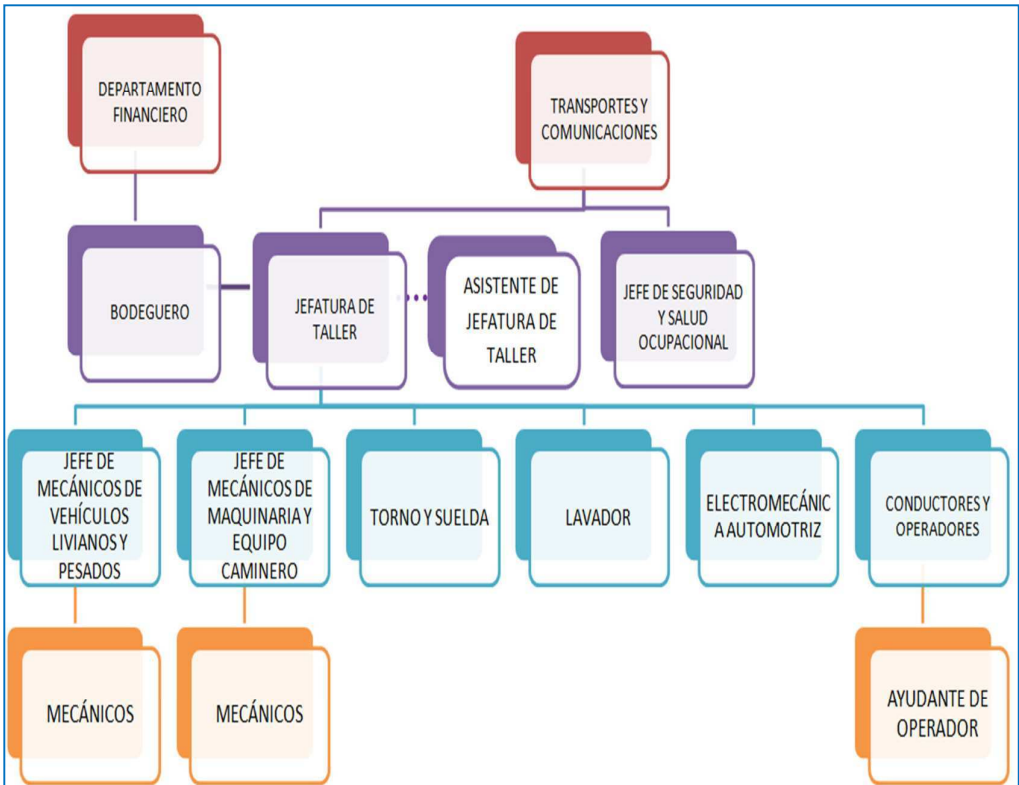 DEPARTAMENTO
FINANCIERO
TRANSPORTES Y
COMUNICACIONES
BODEGUERO
JEFATURA DE
TALLER
ASISTENTE DE
JEFATURA DE
TALLER
JEFE DE SEGURIDAD
Y SALUD
OCUPACIONAL
JEFE DE
MECÁNICOS DE
VEHÍCULOS
LIVIANOS Y
PESADOS
JEFE DE
MECÁNICOS DE
MAQUINARIA Y
EQUIPO
CAMINERO
TORNO Y SUELDA
LAVADOR
ELECTROMECÁNIC
A AUTOMOTRIZ
CONDUCTORES Y
OPERADORES
MECÁNICOS
MECÁNICOS
AYUDANTE DE
OPERADOR